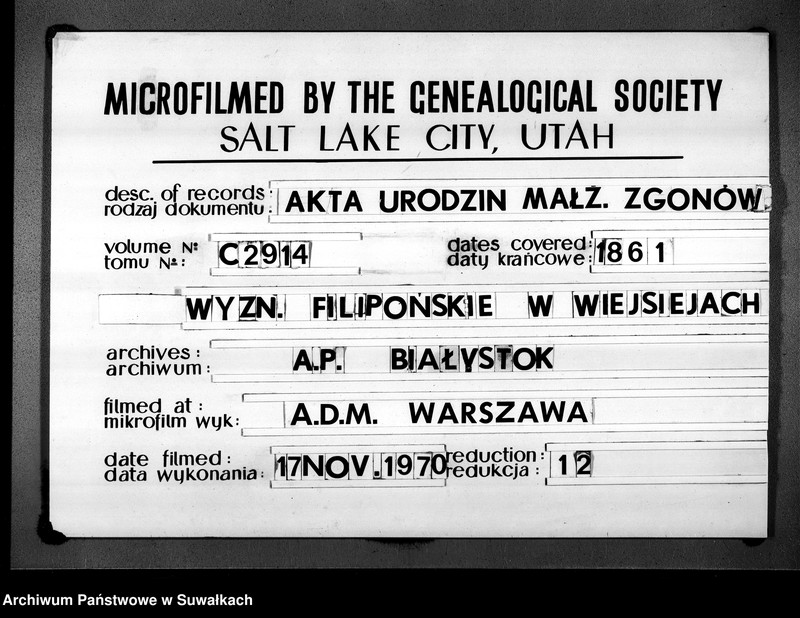 MICROFILMED BY THE GENEALOGICAL SOCIETY
SALT LAKE CITY, UTAH
desc. of records: AKTA URODZIN MAŁŻ. ZGONÓW
rodzaj dokumentu:
volume No: C2914 dates covered: 1861
tomu No: daty krańcowe:
WYZN. FILIPOŃSKIE W WIEJSIEJACH
archives: A.P. BIAŁYSTOK
archiwum:
filmed at: A.D.M. WARSZAWA
mikrofilm wyk:
date filmed: 17 NOV. 1970 reduction: 12
data wykonania: redukcja:
Archiwum Państwowe w Suwałkach